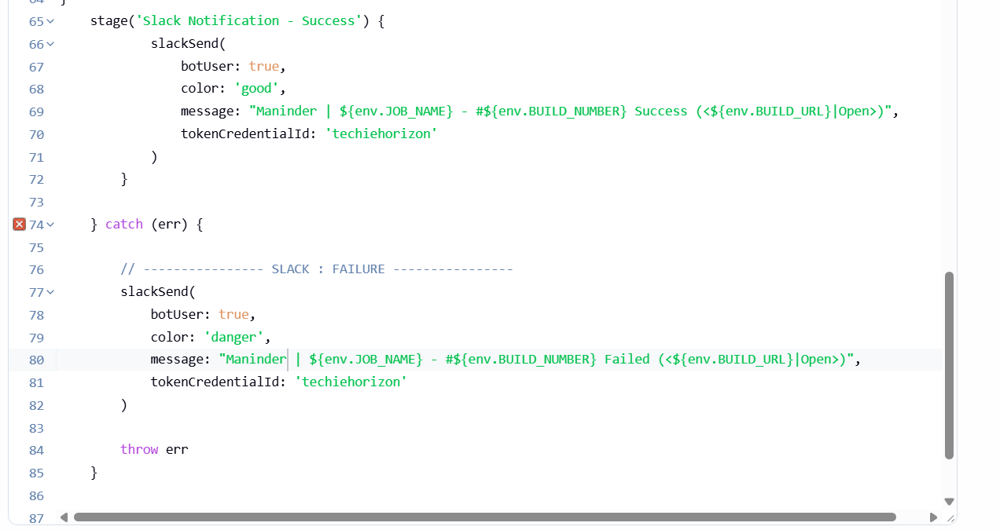 64 }
65 stage('Slack Notification - Success') {
66 slackSend(
67 botUser: true,
68 color: 'good',
69 message: "Maninder | ${env.JOB_NAME} - #${env.BUILD_NUMBER} Success (<${env.BUILD_URL}|Open>)",
70 tokenCredentialId: 'techiehorizon'
71 )
72 }
73
74 } catch (err) {
75
76 // ---------------- SLACK : FAILURE ----------------
77 slackSend(
78 botUser: true,
79 color: 'danger',
80 message: "Maninder | ${env.JOB_NAME} - #${env.BUILD_NUMBER} Failed (<${env.BUILD_URL}|Open>)",
81 tokenCredentialId: 'techiehorizon'
82 )
83
84 throw err
85 }
86
87